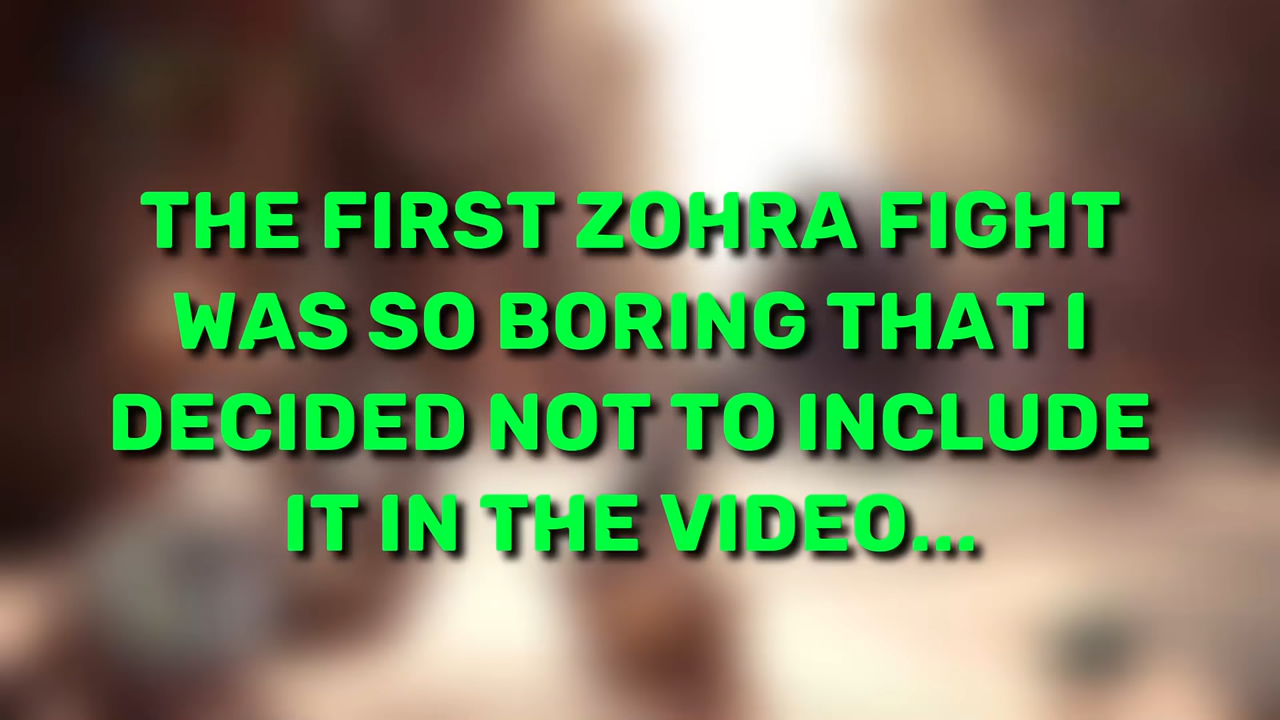 THE FIRST ZOHRA FIGHT
WAS SO BORING THAT I
DECIDED NOT TO INCLUDE
IT IN THE VIDEO...